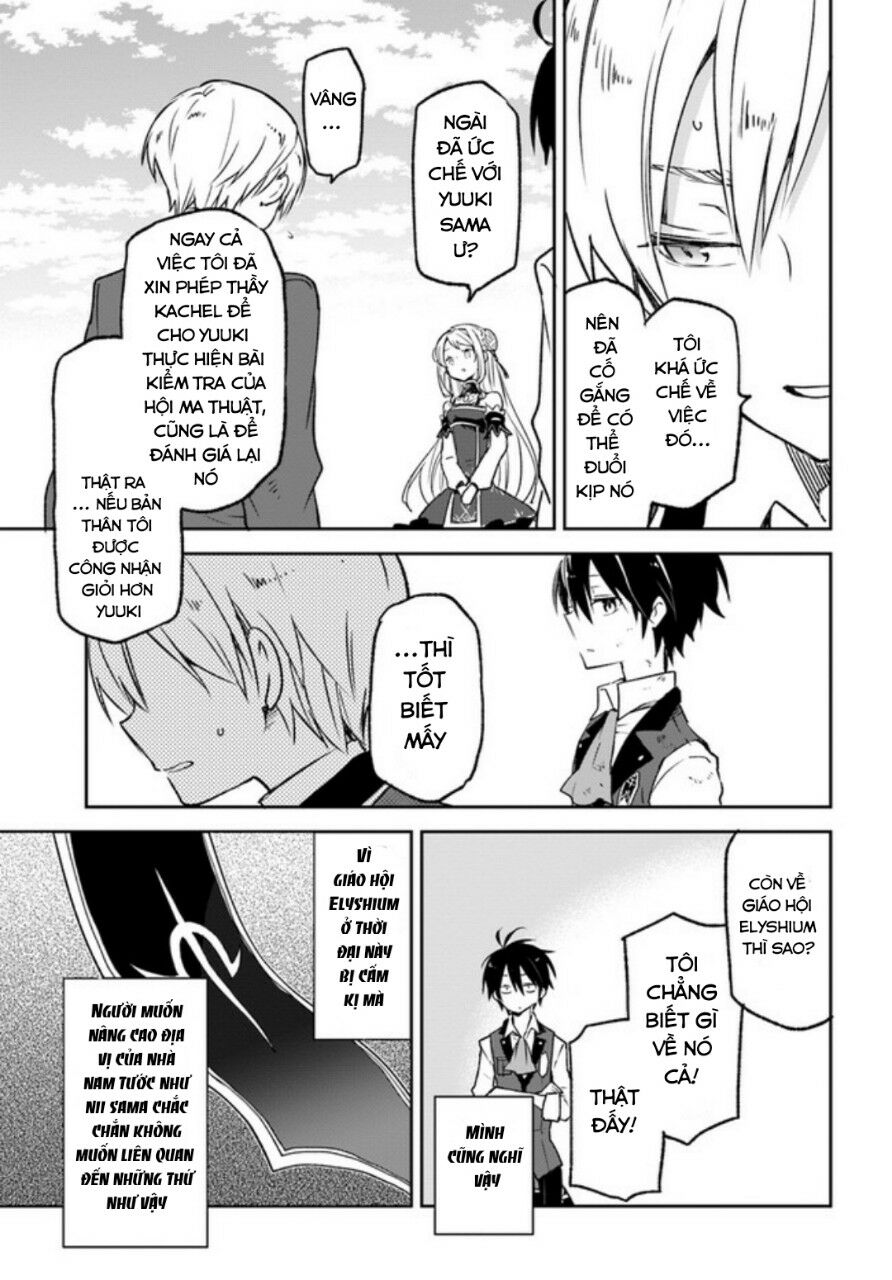 TÔI
KHÁ ỨC
CHẾ VỀ
VIỆC
ĐÓ...
NÊN
ĐÃ
CỐ
GẮNG
ĐỂ CÓ
THỂ
ĐUỔI
KỊP NÓ
NGÀI
ĐÃ ỨC
CHẾ VỚI
YUUKI
SAMA
Ư?
VÂNG
...
NGAY CẢ
VIỆC TÔI ĐÃ
XIN PHÉP THẦY
KACHEL ĐỂ
CHO YUUKI
THỰC HIỆN BÀI
KIỂM TRA CỦA
HỘI MA THUẬT,
CŨNG LÀ ĐỂ
ĐÁNH GIÁ LẠI
NÓ
THẬT RA
... NẾU BẢN
THÂN TÔI
ĐƯỢC
CÔNG NHẬN
GIỎI HƠN
YUUKI
...THÌ
TỐT
BIẾT
MẤY
CÒN VỀ
GIÁO HỘI
ELYSHIUM
THÌ SAO?
TÔI
CHẲNG
BIẾT GÌ
VỀ NÓ
CẢ!
THẬT
ĐẤY!
MÌNH
CŨNG NGHĨ
VẬY
VÌ
GIÁO HỘI
ELYSHIUM
Ở THỜI
ĐẠI NÀY
BỊ CẤM
KỊ MÀ
NGƯỜI MUỐN
NÂNG CAO ĐỊA
VỊ CỦA NHÀ
NAM TƯỚC NHƯ
NII SAMA CHẮC
CHẮN KHÔNG
MUỐN LIÊN QUAN
ĐẾN NHỮNG THỨ
NHƯ VẬY